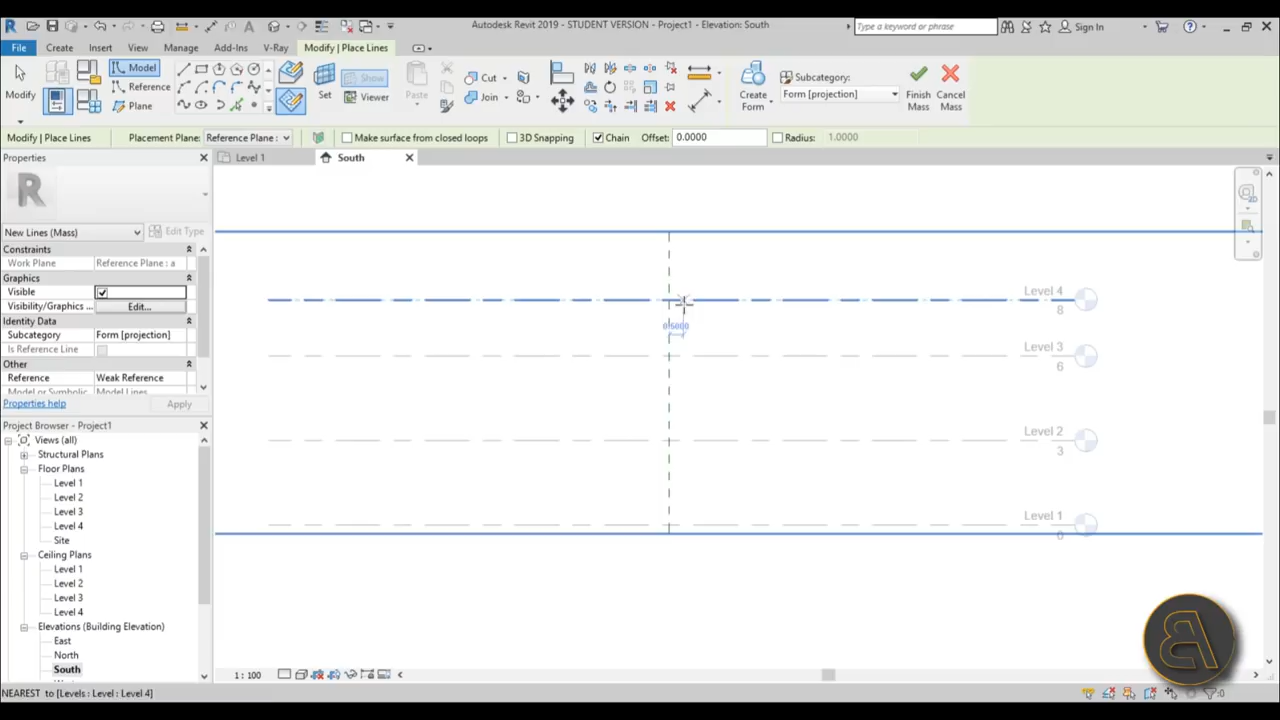 Autodesk Revit 2019 - STUDENT VERSION - Project1 - Elevation: South
Type a keyword or phrase
Sign In
File
Create
Insert
View
Manage
Add-Ins
V-Ray
Modify | Place Lines
Modify
Model
Reference
Plane
Set
Show
Viewer
Paste
Cut
Join
Create
Form
Subcategory:
Form [projection]
Finish
Mass
Cancel
Mass
Modify | Place Lines
Placement Plane:
Reference Plane :
Make surface from closed loops
3D Snapping
Chain
Offset:
0.0000
Radius:
1.0000
Properties
Level 1
South
R
New Lines (Mass)
Edit Type
Constraints
Work Plane
Reference Plane : a
Graphics
Visible
Visibility/Graphics ...
Edit...
Identity Data
Subcategory
Form [projection]
Is Reference Line
Other
Reference
Weak Reference
Model or Symbolic
Model Lines
Properties help
Apply
Project Browser - Project1
Views (all)
Structural Plans
Floor Plans
Level 1
Level 2
Level 3
Level 4
Site
Ceiling Plans
Level 1
Level 2
Level 3
Level 4
Elevations (Building Elevation)
East
North
South
Level 4
8
0.5000
Level 3
6
Level 2
3
Level 1
0
1 : 100
NEAREST to [Levels : Level : Level 4]
:0